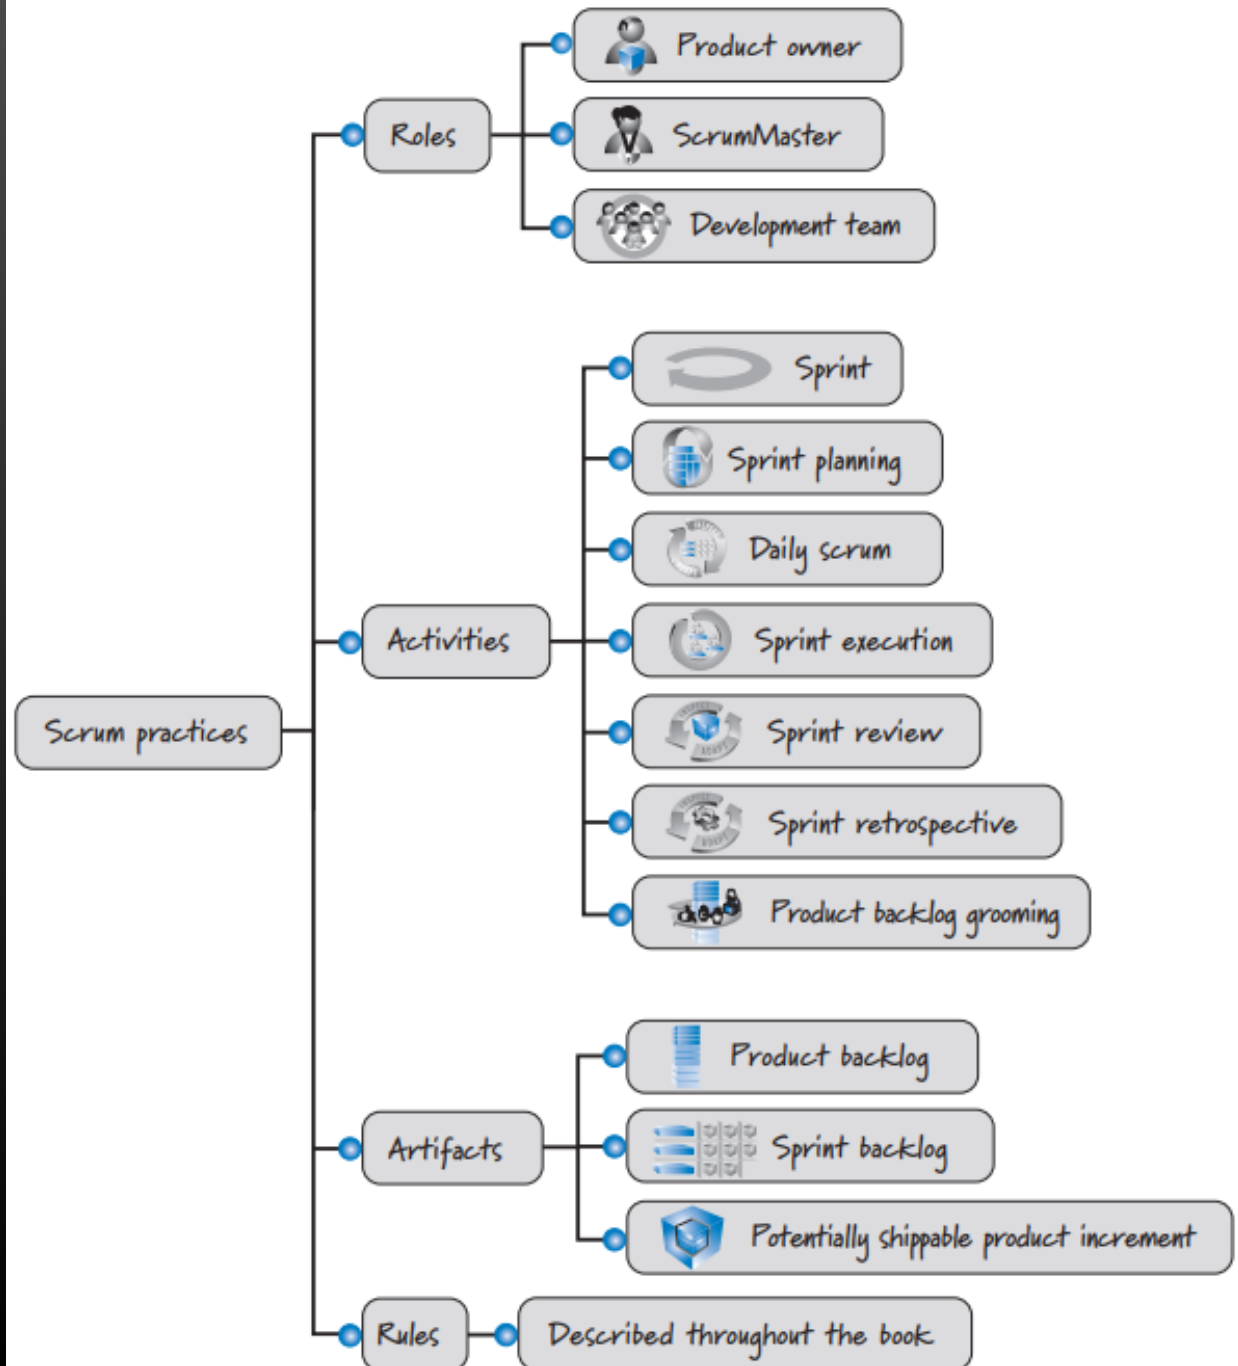 Product owner
Roles
ScrumMaster
Development team
Sprint
Sprint planning
Daily scrum
Activities
Sprint execution
Scrum practices
Sprint review
Sprint retrospective
Product backlog grooming
Product backlog
Artifacts
Sprint backlog
Potentially shippable product increment
Rules
Described throughout the book